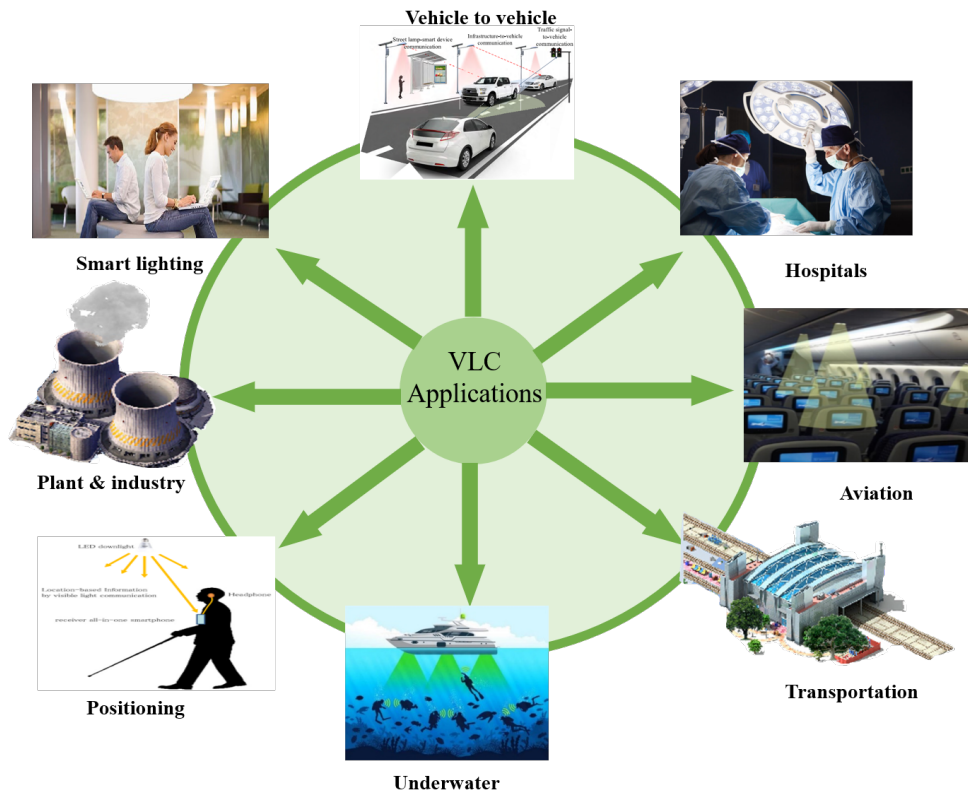 Vehicle to vehicle
Street lamp-smart device
communication
Infrastructure-to-vehicle
communication
Traffic signal-
to-vehicle
communication
Smart lighting
Hospitals
VLC
Applications
Plant & industry
Aviation
LED downlight
Location-based Information
by visible light communication
Headphone
receiver all-in-one smartphone
Positioning
Transportation
Underwater